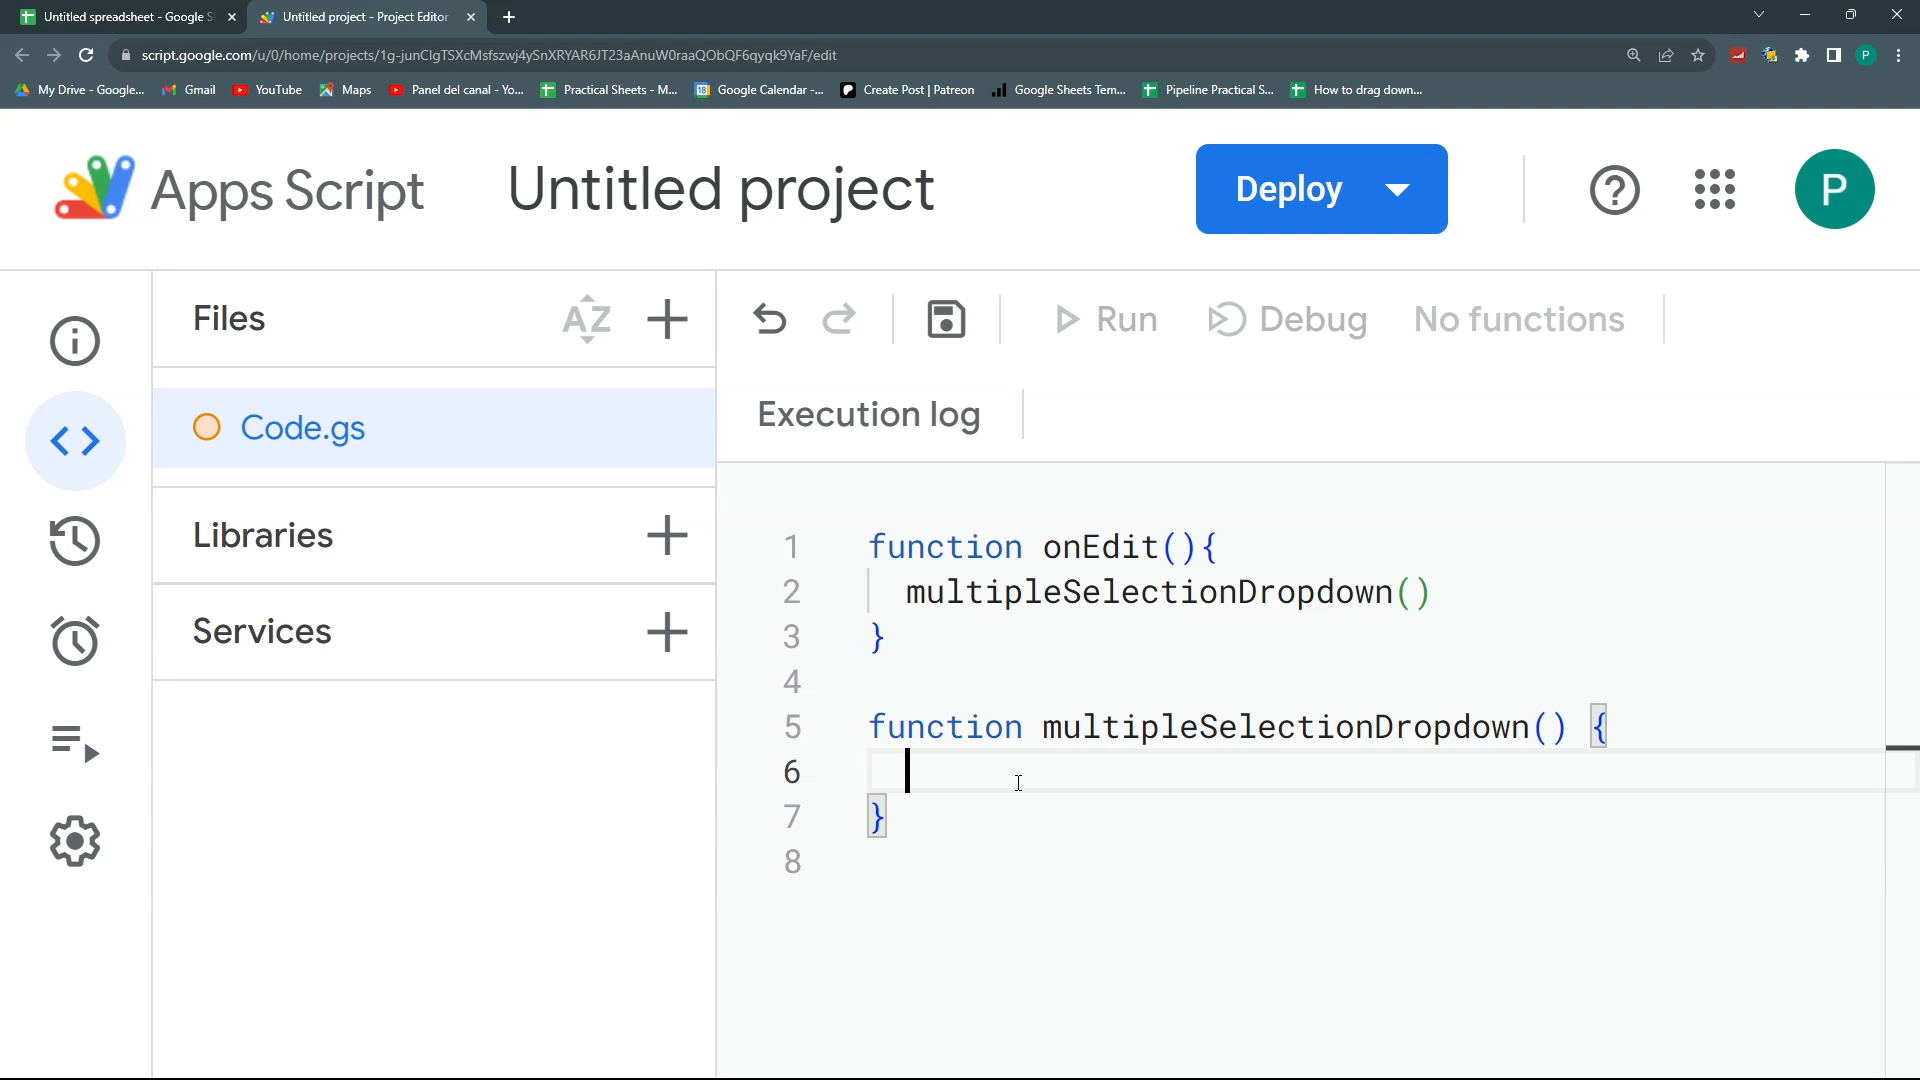 Untitled spreadsheet - Google S
Untitled project - Project Editor
script.google.com/u/0/home/projects/1g-junClgTSXcMsfszwj4ySnXRYAR6JT23aAnuW0raaQObQF6qyqk9YaF/edit
P
My Drive - Google...
Gmail
YouTube
Maps
Panel del canal - Yo...
Practical Sheets - M...
18
Google Calendar -...
Create Post | Patreon
Google Sheets Tem...
Pipeline Practical S...
How to drag down...
Apps Script
Untitled project
Deploy
P
Files
AZ
Run
Debug
No functions
Code.gs
Execution log
Libraries
Services
1 function onEdit(){
2 multipleSelectionDropdown()
3 }
4
5 function multipleSelectionDropdown() {
6
7 }
8